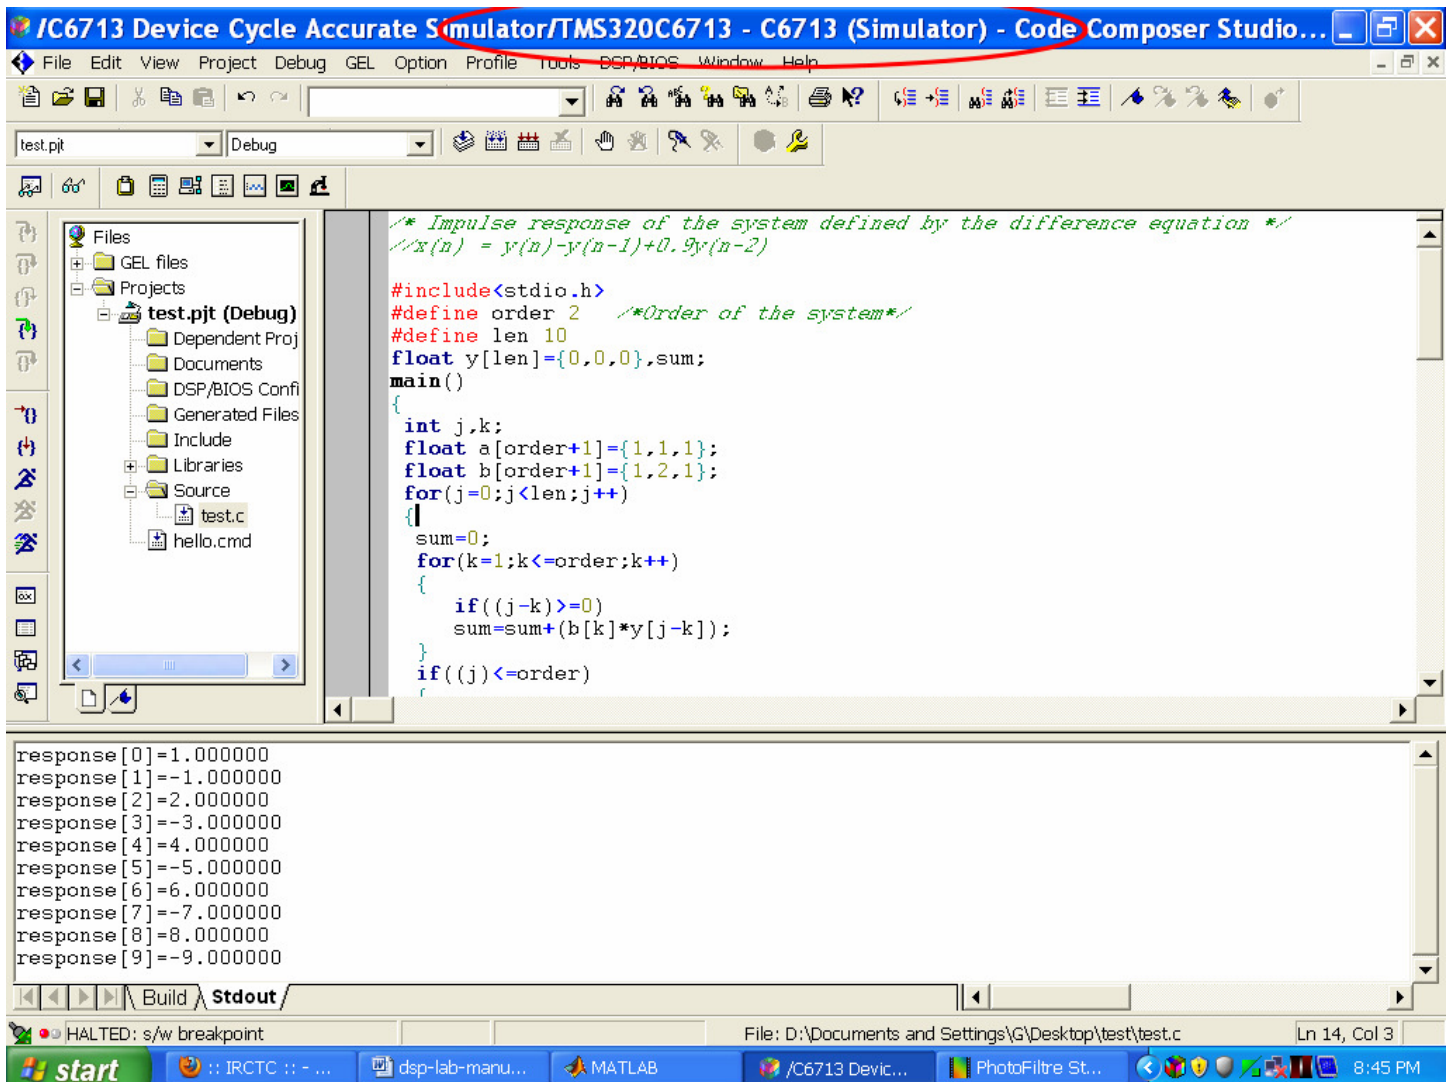 /C6713 Device Cycle Accurate Simulator/TMS320C6713 - C6713 (Simulator) - Code Composer Studio...
File Edit View Project Debug GEL Option Profile Tools DSP/BIOS Window Help
test.pjt Debug
Files
GEL files
Projects
test.pjt (Debug)
Dependent Proj
Documents
DSP/BIOS Confi
Generated Files
Include
Libraries
Source
test.c
hello.cmd
/* Impulse response of the system defined by the difference equation */
//x(n) = y(n)-y(n-1)+0.9y(n-2)
#include<stdio.h>
#define order 2 /*Order of the system*/
#define len 10
float y[len]={0,0,0},sum;
main()
{
int j,k;
float a[order+1]={1,1,1};
float b[order+1]={1,2,1};
for(j=0;j<len;j++)
{
sum=0;
for(k=1;k<=order;k++)
{
if((j-k)>=0)
sum=sum+(b[k]*y[j-k]);
}
if((j)<=order)
{
response[0]=1.000000
response[1]=-1.000000
response[2]=2.000000
response[3]=-3.000000
response[4]=4.000000
response[5]=-5.000000
response[6]=6.000000
response[7]=-7.000000
response[8]=8.000000
response[9]=-9.000000
Build Stdout
HALTED: s/w breakpoint File: D:\Documents and Settings\G\Desktop\test\test.c Ln 14, Col 3
start :: IRCTC :: - ... dsp-lab-manu... MATLAB /C6713 Devic... PhotoFiltre St... 8:45 PM